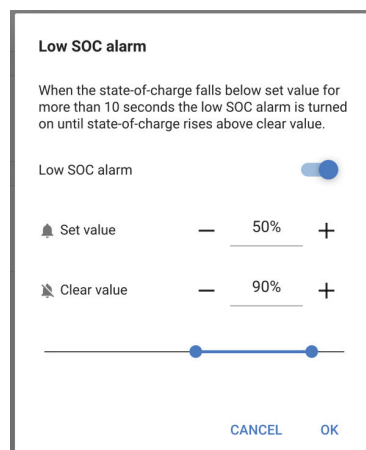 Low SOC alarm
When the state-of-charge falls below set value for
more than 10 seconds the low SOC alarm is turned
on until state-of-charge rises above clear value.
Low SOC alarm
Set value
50%
Clear value
90%
CANCEL OK